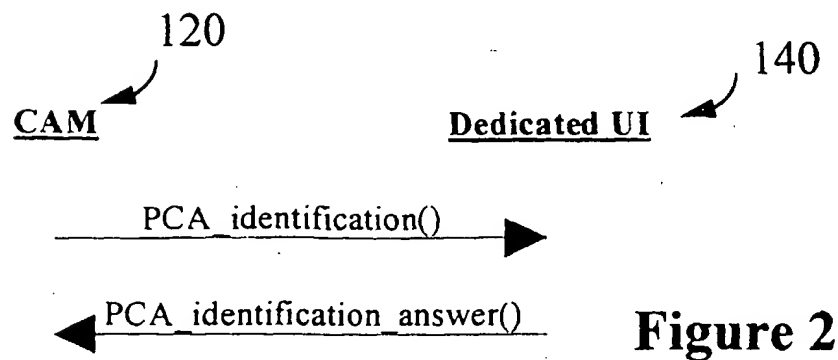 120
140
CAM
Dedicated UI
PCA_identification()
PCA_identification_answer()
Figure 2